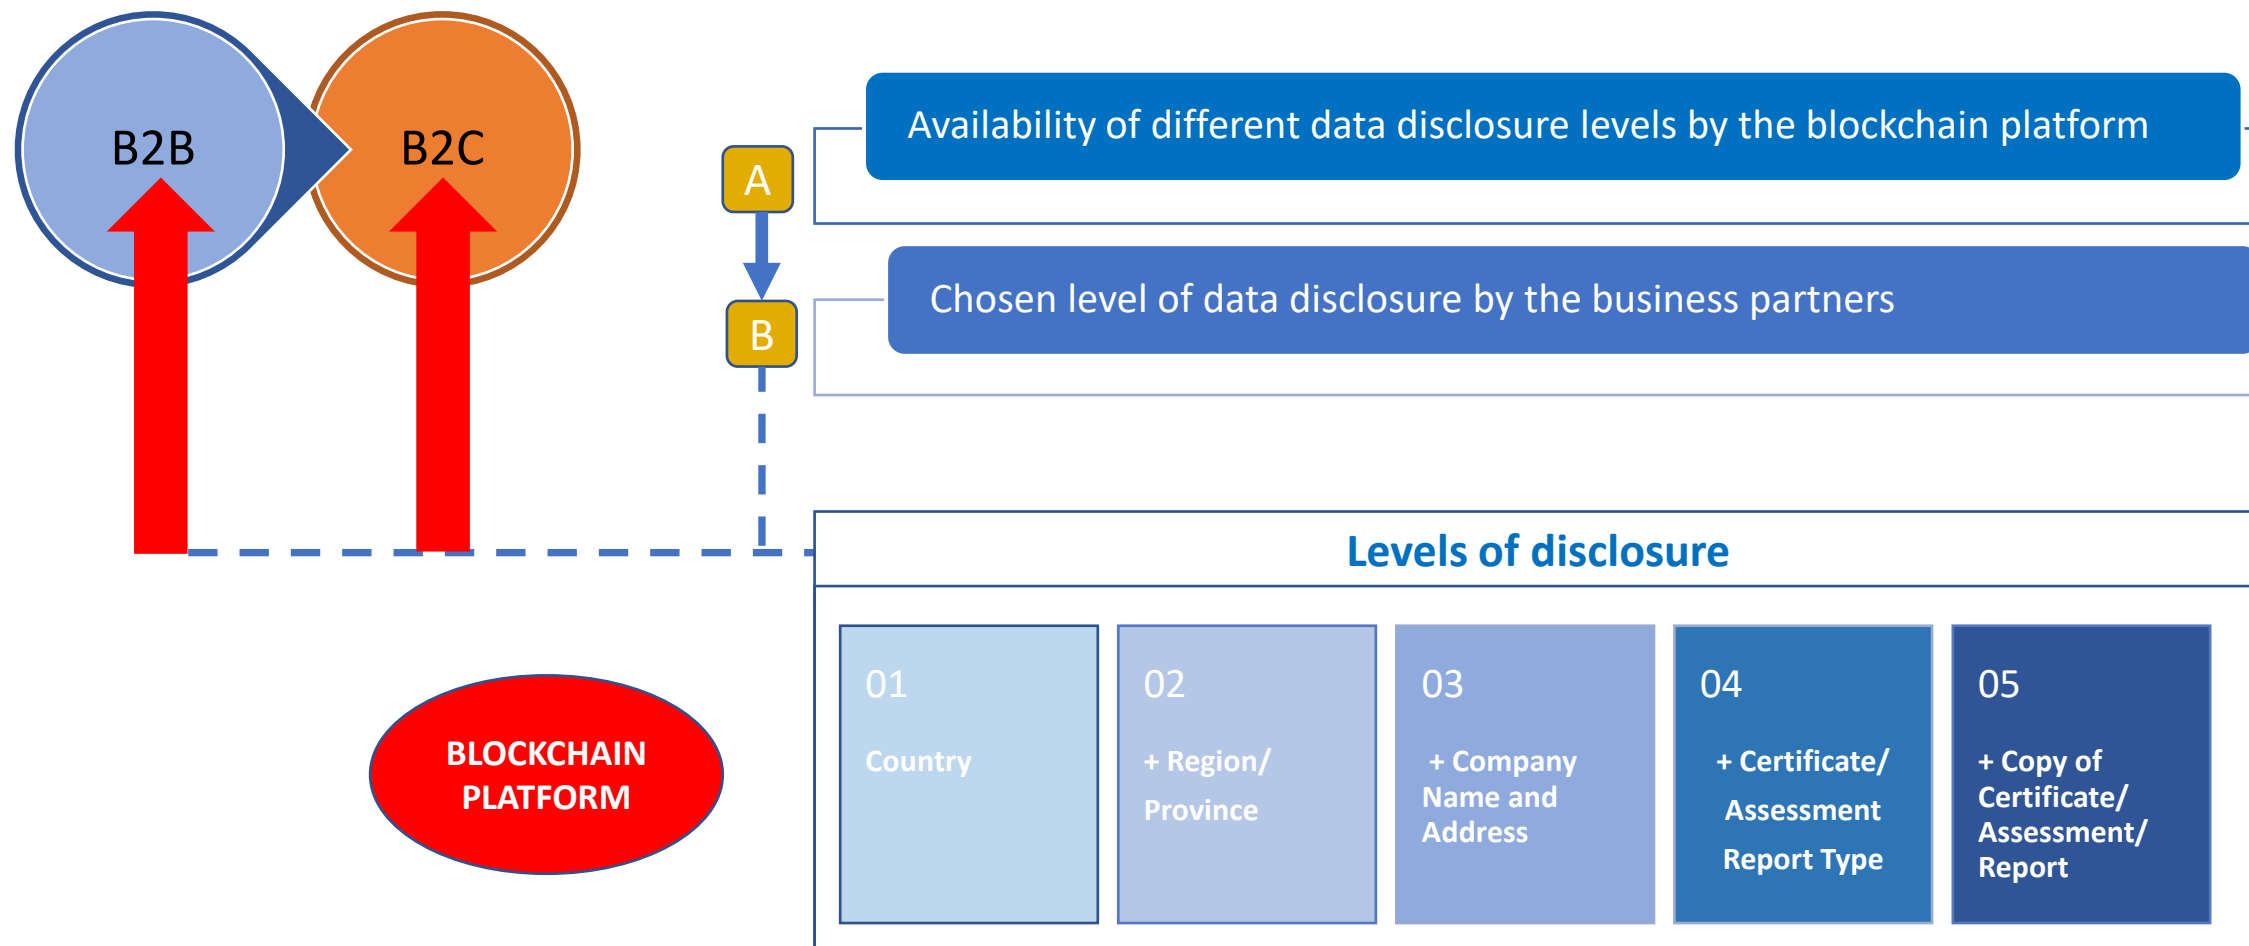 B2B
B2C
Availability of different data disclosure levels by the blockchain platform
A
Chosen level of data disclosure by the business partners
B
Levels of disclosure
01
Country
02
+ Region/
Province
03
+ Company
Name and
Address
04
+ Certificate/
Assessment
Report Type
05
+ Copy of
Certificate/
Assessment/
Report
BLOCKCHAIN
PLATFORM